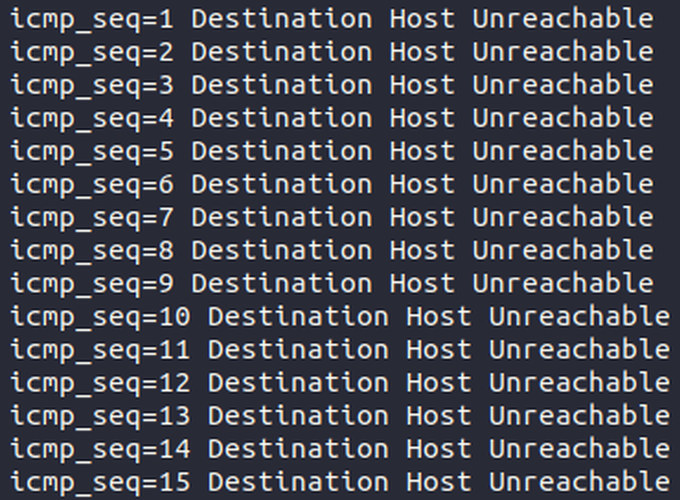 icmp_seq=1 Destination Host Unreachable
icmp_seq=2 Destination Host Unreachable
icmp_seq=3 Destination Host Unreachable
icmp_seq=4 Destination Host Unreachable
icmp_seq=5 Destination Host Unreachable
icmp_seq=6 Destination Host Unreachable
icmp_seq=7 Destination Host Unreachable
icmp_seq=8 Destination Host Unreachable
icmp_seq=9 Destination Host Unreachable
icmp_seq=10 Destination Host Unreachable
icmp_seq=11 Destination Host Unreachable
icmp_seq=12 Destination Host Unreachable
icmp_seq=13 Destination Host Unreachable
icmp_seq=14 Destination Host Unreachable
icmp_seq=15 Destination Host Unreachable